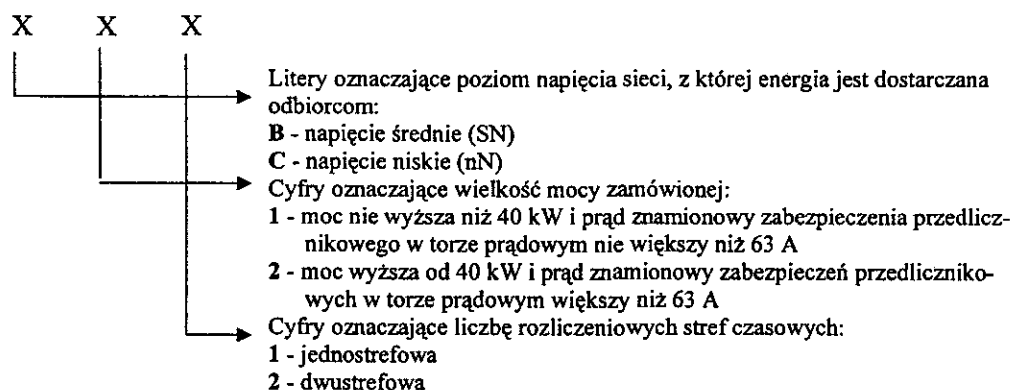 X X X
Litery oznaczające poziom napięcia sieci, z której energia jest dostarczana
odbiorcom:
B - napięcie średnie (SN)
C - napięcie niskie (nN)
Cyfry oznaczające wielkość mocy zamówionej:
1 - moc nie wyższa niż 40 kW i prąd znamionowy zabezpieczenia przedlicz-
nikowego w torze prądowym nie większy niż 63 A
2 - moc wyższa od 40 kW i prąd znamionowy zabezpieczeń przedliczniko-
wych w torze prądowym większy niż 63 A
Cyfry oznaczające liczbę rozliczeniowych stref czasowych:
1 - jednostrefowa
2 - dwustrefowa